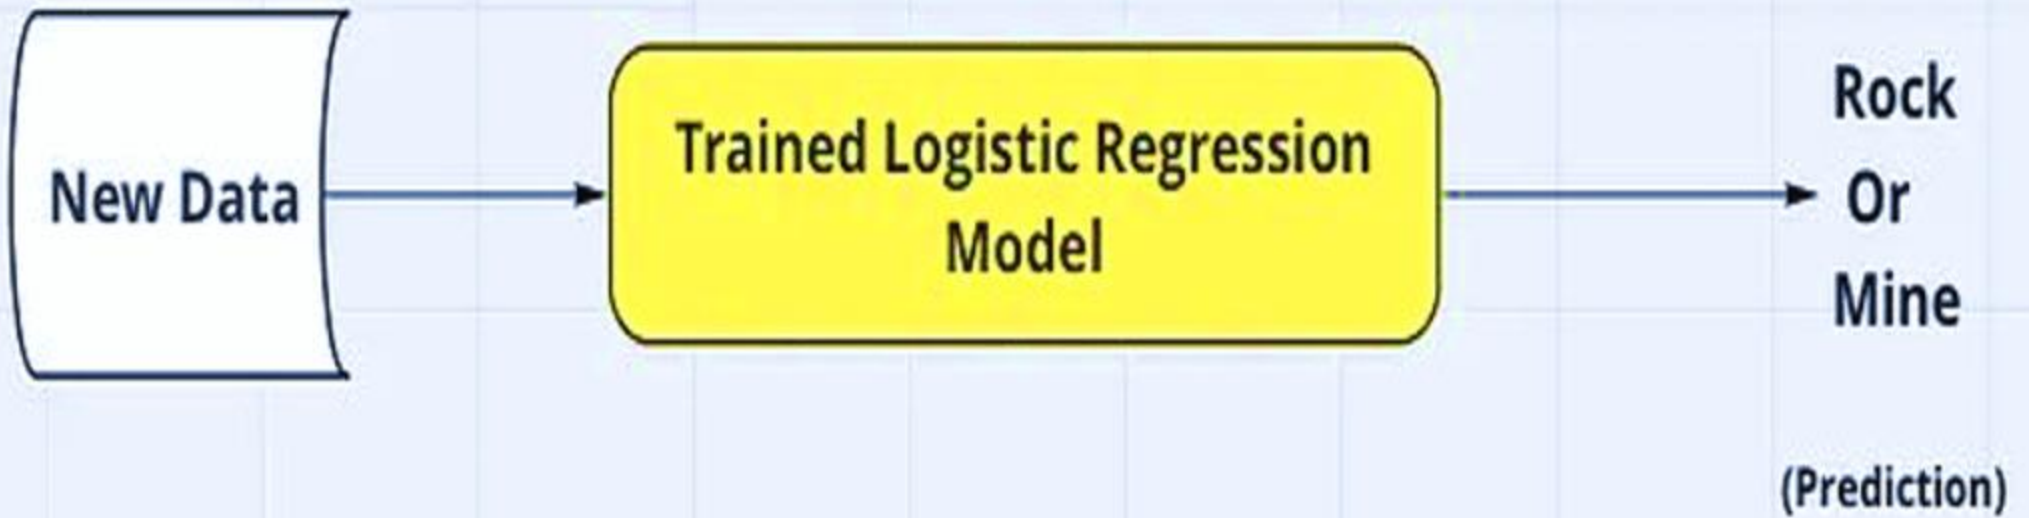 New Data
Trained Logistic Regression
Model
Rock
Or
Mine
(Prediction)